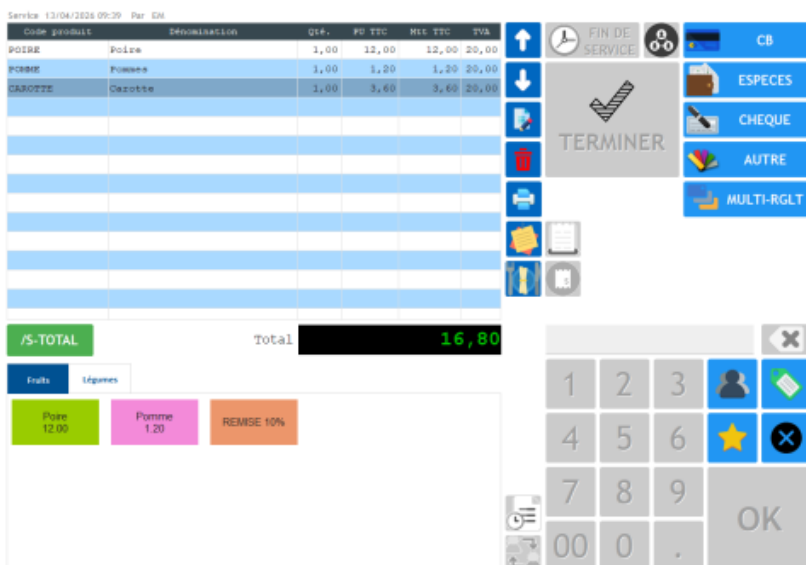 Service 13/04/2026 09:39 Par EM
Code produit Dénomination Qté. PU TTC Mtt TTC TVA
POIRE Poire 1,00 12,00 12,00 20,00
POMME Pommes 1,00 1,20 1,20 20,00
CAROTTE Carotte 1,00 3,60 3,60 20,00
FIN DE SERVICE
TERMINER
CB
ESPECES
CHEQUE
AUTRE
MULTI-RGLT
/S-TOTAL Total 16,80
Fruits Légumes
Poire
12.00
Pomme
1.20
REMISE 10%
1 2 3
4 5 6
7 8 9
00 0 .
OK